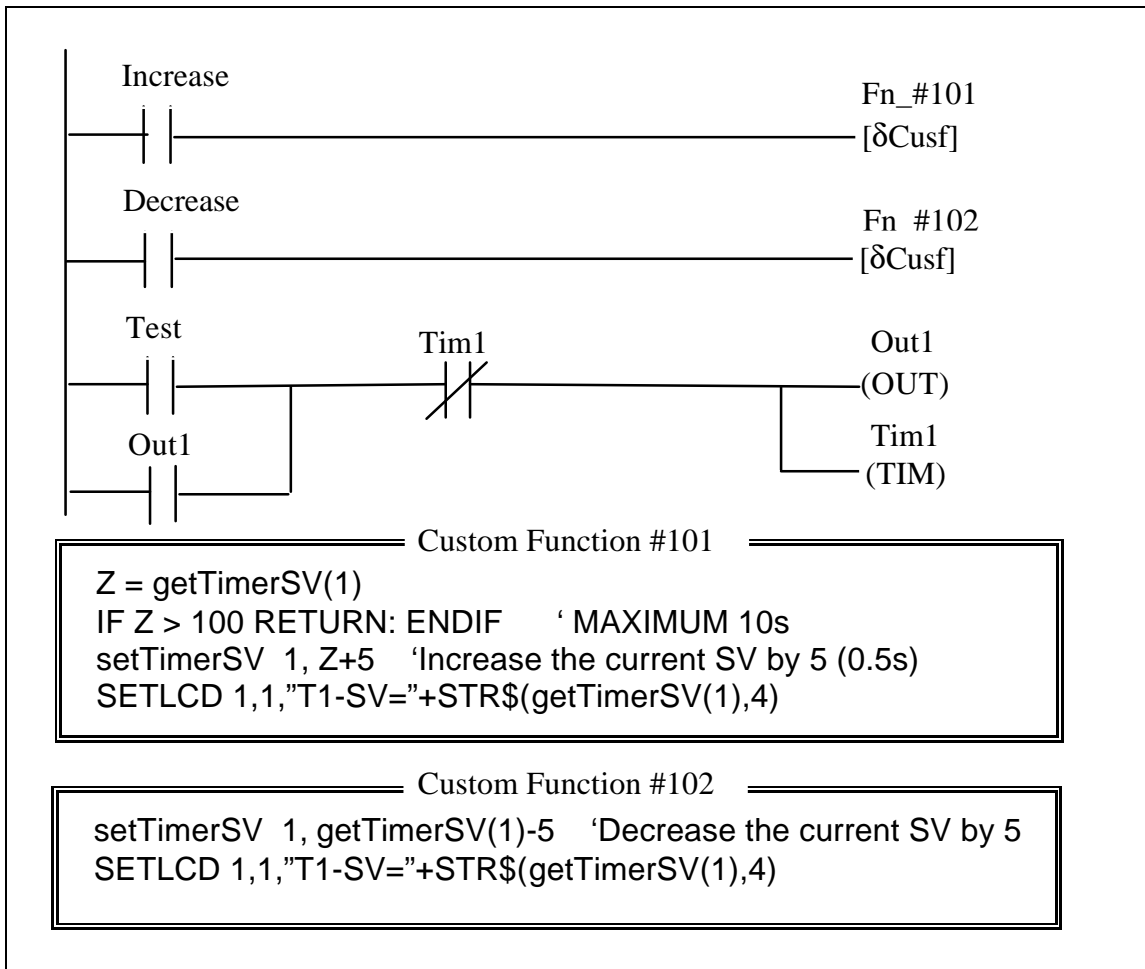 Increase
Fn_#101
[δCusf]
Decrease
Fn #102
[δCusf]
Test
Tim1
Out1
(OUT)
Out1
Tim1
(TIM)
Custom Function #101
Z = getTimerSV(1)
IF Z > 100 RETURN: ENDIF ‘ MAXIMUM 10s
setTimerSV 1, Z+5 ‘Increase the current SV by 5 (0.5s)
SETLCD 1,1,”T1-SV=”+STR$(getTimerSV(1),4)
Custom Function #102
setTimerSV 1, getTimerSV(1)-5 ‘Decrease the current SV by 5
SETLCD 1,1,”T1-SV=”+STR$(getTimerSV(1),4)